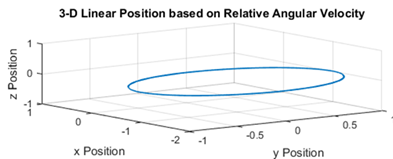 3-D Linear Position based on Relative Angular Velocity
1
0
-1
z Position
1
0
-1
-2
x Position
-1
-0.5
0
0.5
y Position